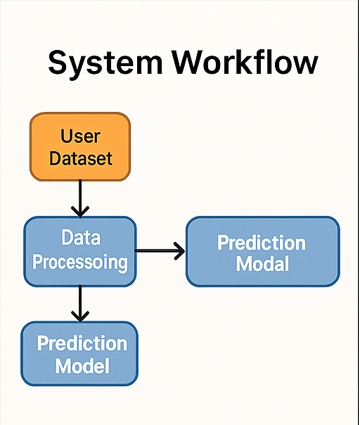 System Workflow
User
Dataset
Data
Processoing
Prediction
Modal
Prediction
Model